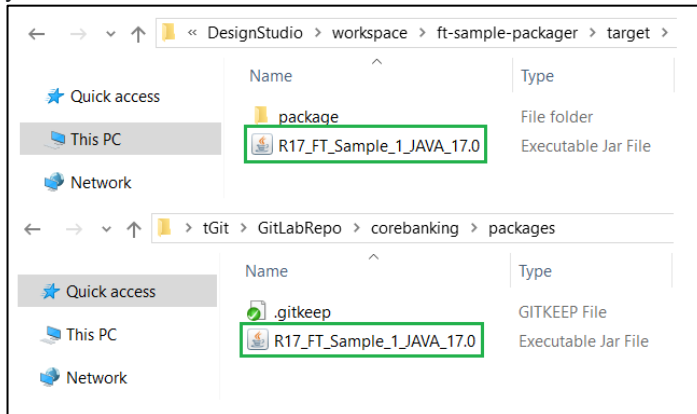 « DesignStudio > workspace > ft-sample-packager > target >
Name Type
Quick access
package File folder
This PC
R17_FT_Sample_1_JAVA_17.0 Executable Jar File
Network
> tGit > GitLabRepo > corebanking > packages
Name Type
Quick access
.gitkeep GITKEEP File
This PC
R17_FT_Sample_1_JAVA_17.0 Executable Jar File
Network